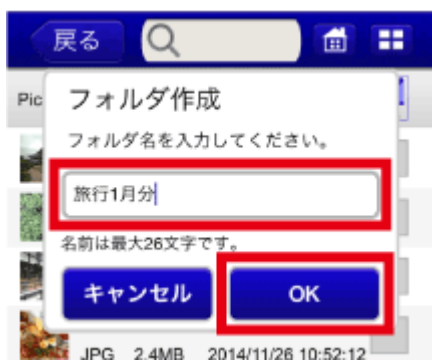 戻る
Pic
フォルダ作成
フォルダ名を入力してください。
旅行1月分
名前は最大26文字です。
キャンセル OK
JPG 2.4MB 2014/11/26 10:52:12